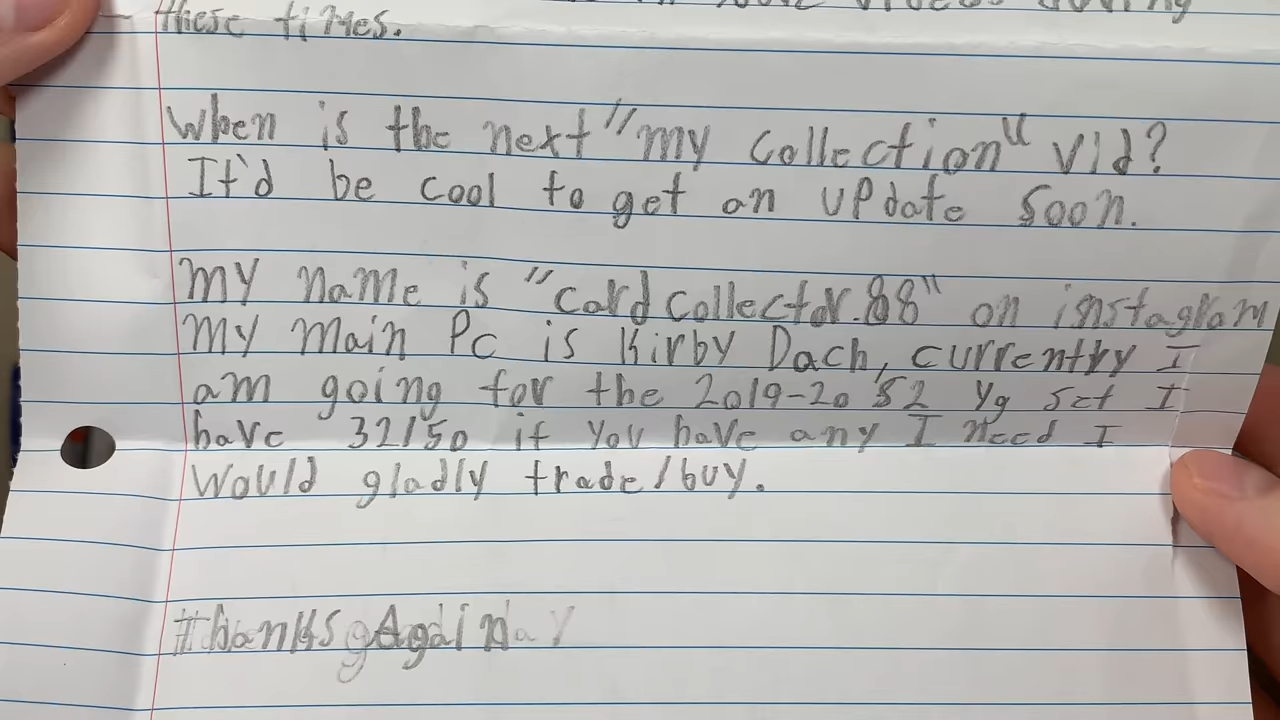 these times.
When is the next "my collection" vid?
It'd be cool to get an update soon.
My name is "cardcollector.88" on instagram
My main Pc is Kirby Dach, currently I
am going for the 2019-20 S2 Yg set I
have 32/50 if you have any I need I
Would gladly trade/buy.